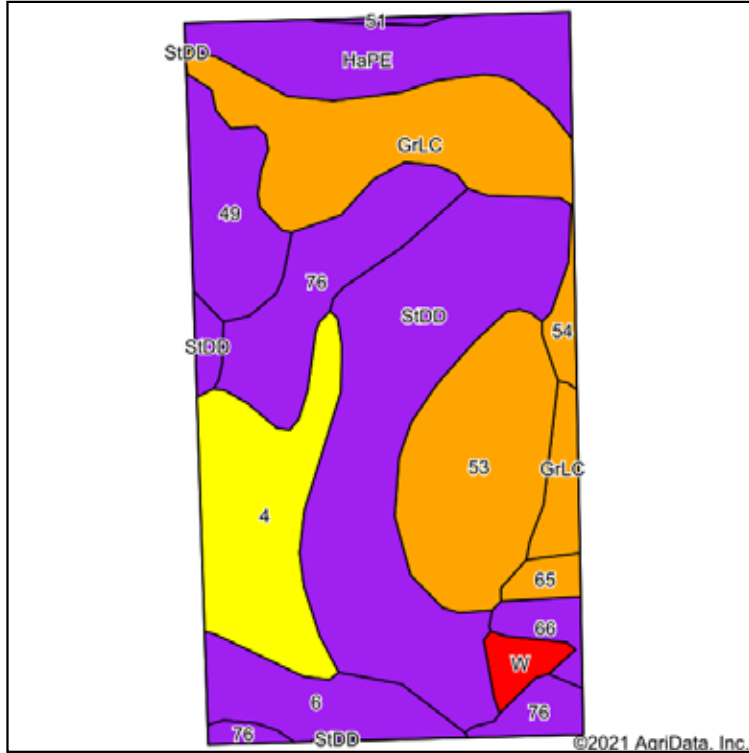 51
StDD
HaPE
GrLC
49
76
StDD
StDD
54
53
GrLC
4
65
66
W
6
76
76
StDD
©2021 AgriData, Inc.